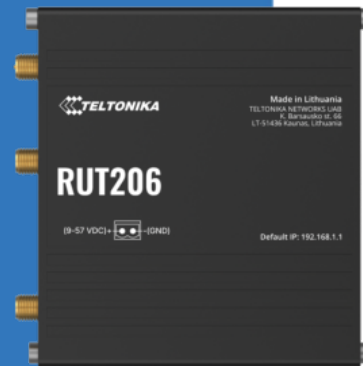 TELTONIKA
Made in Lithuania
TELTONIKA NETWORKS UAB
K. Barsausko st. 66
LT-51436 Kaunas, Lithuania
RUT206
(9-57 VDC)+ -(GND)
Default IP: 192.168.1.1